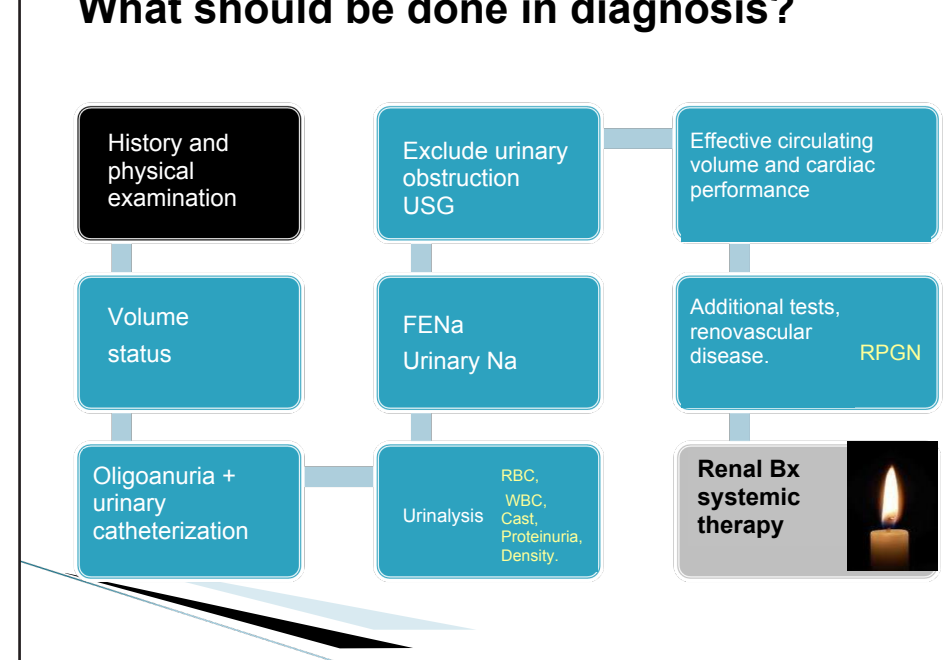 What should be done in diagnosis?
History and
physical
examination
Volume
status
Oligoanuria +
urinary
catheterization
Urinalysis
RBC,
WBC,
Cast,
Proteinuria,
Density.
FENa
Urinary Na
Exclude urinary
obstruction
USG
Effective circulating
volume and cardiac
performance
Additional tests,
renovascular
disease.
RPGN
Renal Bx
systemic
therapy